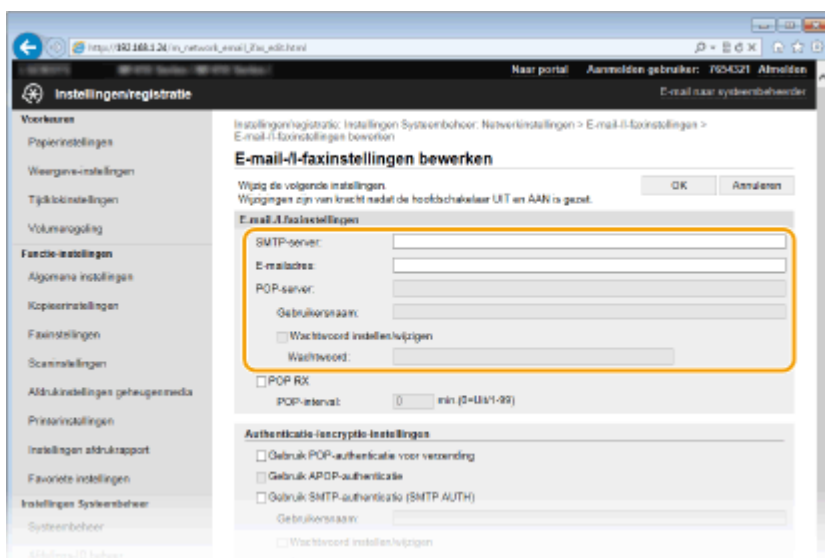 http://192.168.1.24/m_network_email_ifax_edit.html
Naar portal Aanmelden gebruiker: 7654321 Afmelden
Instellingen/registratie
E-mail naar systeembeheerder
Voorkeuren
Papierinstellingen
Weergave-instellingen
Tijdklokinstellingen
Volumeregeling
Functie-instellingen
Algemene instellingen
Kopieerinstellingen
Faxinstellingen
Scaninstellingen
Afdrukinstellingen geheugenmedia
Printerinstellingen
Instellingen afdrukrapport
Favoriete instellingen
Instellingen Systeembeheer
Systeembeheer
Instellingen/registratie: Instellingen Systeembeheer: Netwerkinstellingen > E-mail-/I-faxinstellingen >
E-mail-/I-faxinstellingen bewerken
E-mail-/I-faxinstellingen bewerken
Wijzig de volgende instellingen.
Wijzigingen zijn van kracht nadat de hoofdschakelaar UIT en AAN is gezet.
OK Annuleren
E-mail-/I-faxinstellingen
SMTP-server:
E-mailadres:
POP-server:
Gebruikersnaam:
Wachtwoord instellen/wijzigen
Wachtwoord:
POP RX
POP-interval: 0 min.(0=Uit/1-99)
Authenticatie-/encryptie-instellingen
Gebruik POP-authenticatie voor verzending
Gebruik APOP-authenticatie
Gebruik SMTP-authenticatie (SMTP AUTH)
Gebruikersnaam:
Wachtwoord instellen/wijzigen